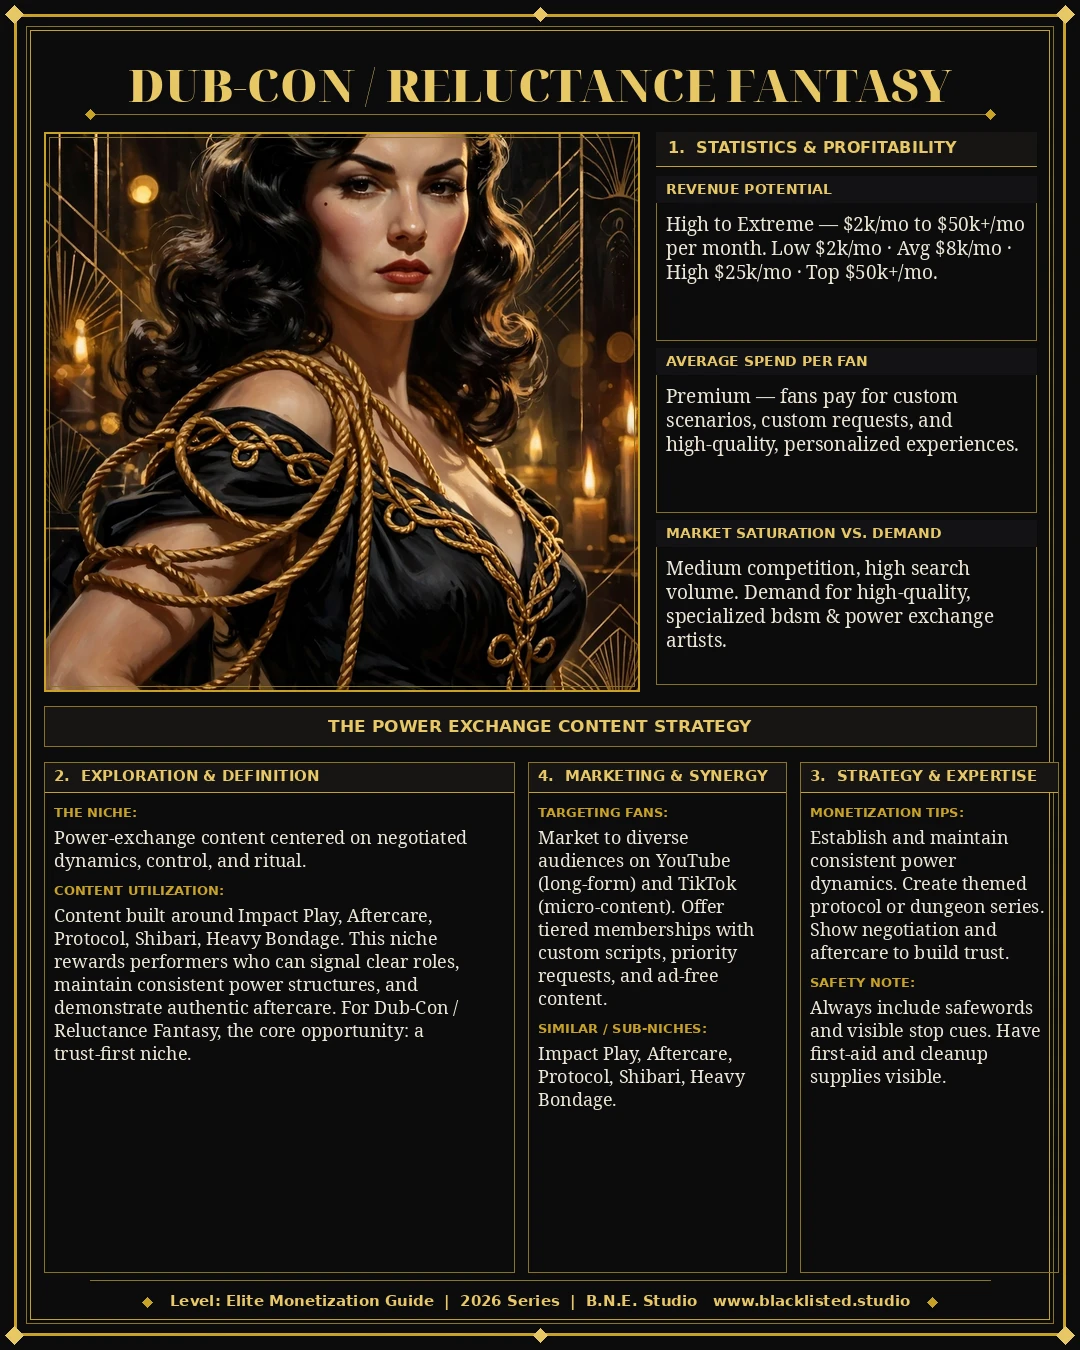 DUB-CON / RELUCTANCE FANTASY
1. STATISTICS & PROFITABILITY
REVENUE POTENTIAL
High to Extreme — $2k/mo to $50k+/mo
per month. Low $2k/mo · Avg $8k/mo ·
High $25k/mo · Top $50k+/mo.
AVERAGE SPEND PER FAN
Premium — fans pay for custom
scenarios, custom requests, and
high-quality, personalized experiences.
MARKET SATURATION VS. DEMAND
Medium competition, high search
volume. Demand for high-quality,
specialized bdsm & power exchange
artists.
THE POWER EXCHANGE CONTENT STRATEGY
2. EXPLORATION & DEFINITION
THE NICHE:
Power-exchange content centered on negotiated
dynamics, control, and ritual.
CONTENT UTILIZATION:
Content built around Impact Play, Aftercare,
Protocol, Shibari, Heavy Bondage. This niche
rewards performers who can signal clear roles,
maintain consistent power structures, and
demonstrate authentic aftercare. For Dub-Con /
Reluctance Fantasy, the core opportunity: a
trust-first niche.
4. MARKETING & SYNERGY
TARGETING FANS:
Market to diverse
audiences on YouTube
(long-form) and TikTok
(micro-content). Offer
tiered memberships with
custom scripts, priority
requests, and ad-free
content.
SIMILAR / SUB-NICHES:
Impact Play, Aftercare,
Protocol, Shibari, Heavy
Bondage.
3. STRATEGY & EXPERTISE
MONETIZATION TIPS:
Establish and maintain
consistent power
dynamics. Create themed
protocol or dungeon series.
Show negotiation and
aftercare to build trust.
SAFETY NOTE:
Always include safewords
and visible stop cues. Have
first-aid and cleanup
supplies visible.
Level: Elite Monetization Guide | 2026 Series | B.N.E. Studio www.blacklisted.studio